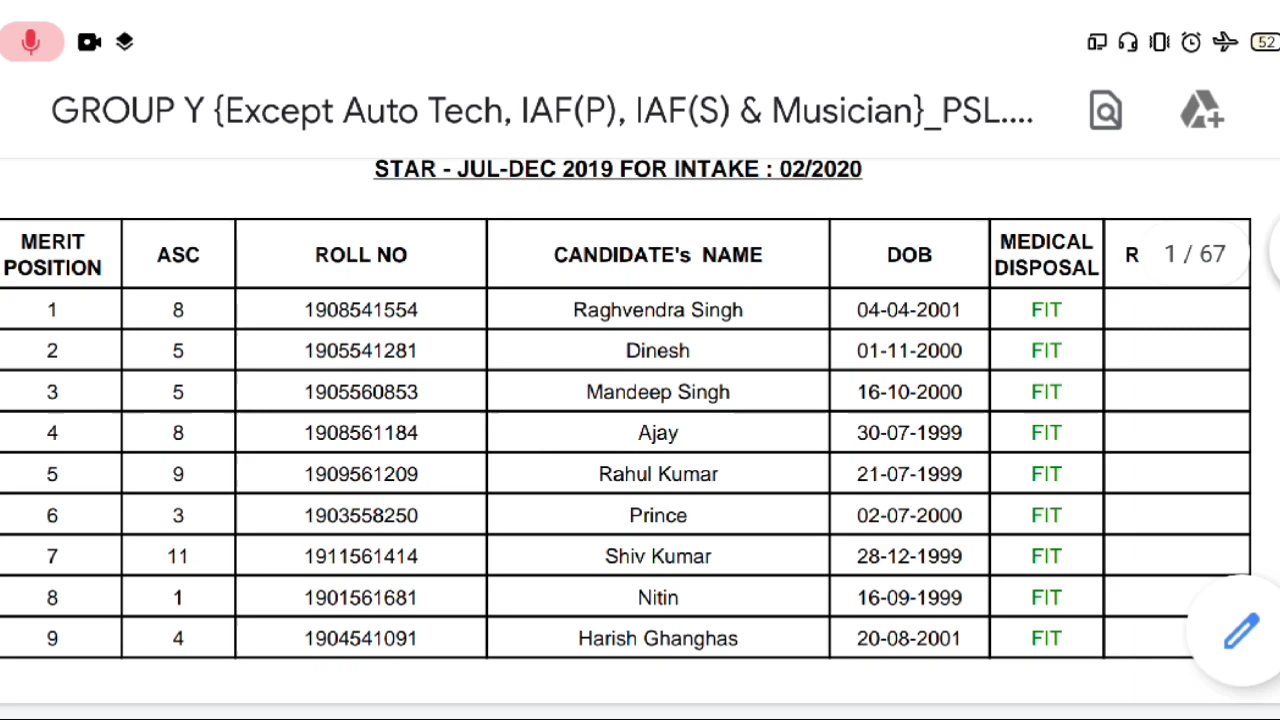 52
GROUP Y {Except Auto Tech, IAF(P), IAF(S) & Musician}_PSL....
STAR - JUL-DEC 2019 FOR INTAKE : 02/2020
MERIT POSITION ASC ROLL NO CANDIDATE's NAME DOB MEDICAL DISPOSAL R 1 / 67
1 8 1908541554 Raghvendra Singh 04-04-2001 FIT
2 5 1905541281 Dinesh 01-11-2000 FIT
3 5 1905560853 Mandeep Singh 16-10-2000 FIT
4 8 1908561184 Ajay 30-07-1999 FIT
5 9 1909561209 Rahul Kumar 21-07-1999 FIT
6 3 1903558250 Prince 02-07-2000 FIT
7 11 1911561414 Shiv Kumar 28-12-1999 FIT
8 1 1901561681 Nitin 16-09-1999 FIT
9 4 1904541091 Harish Ghanghas 20-08-2001 FIT